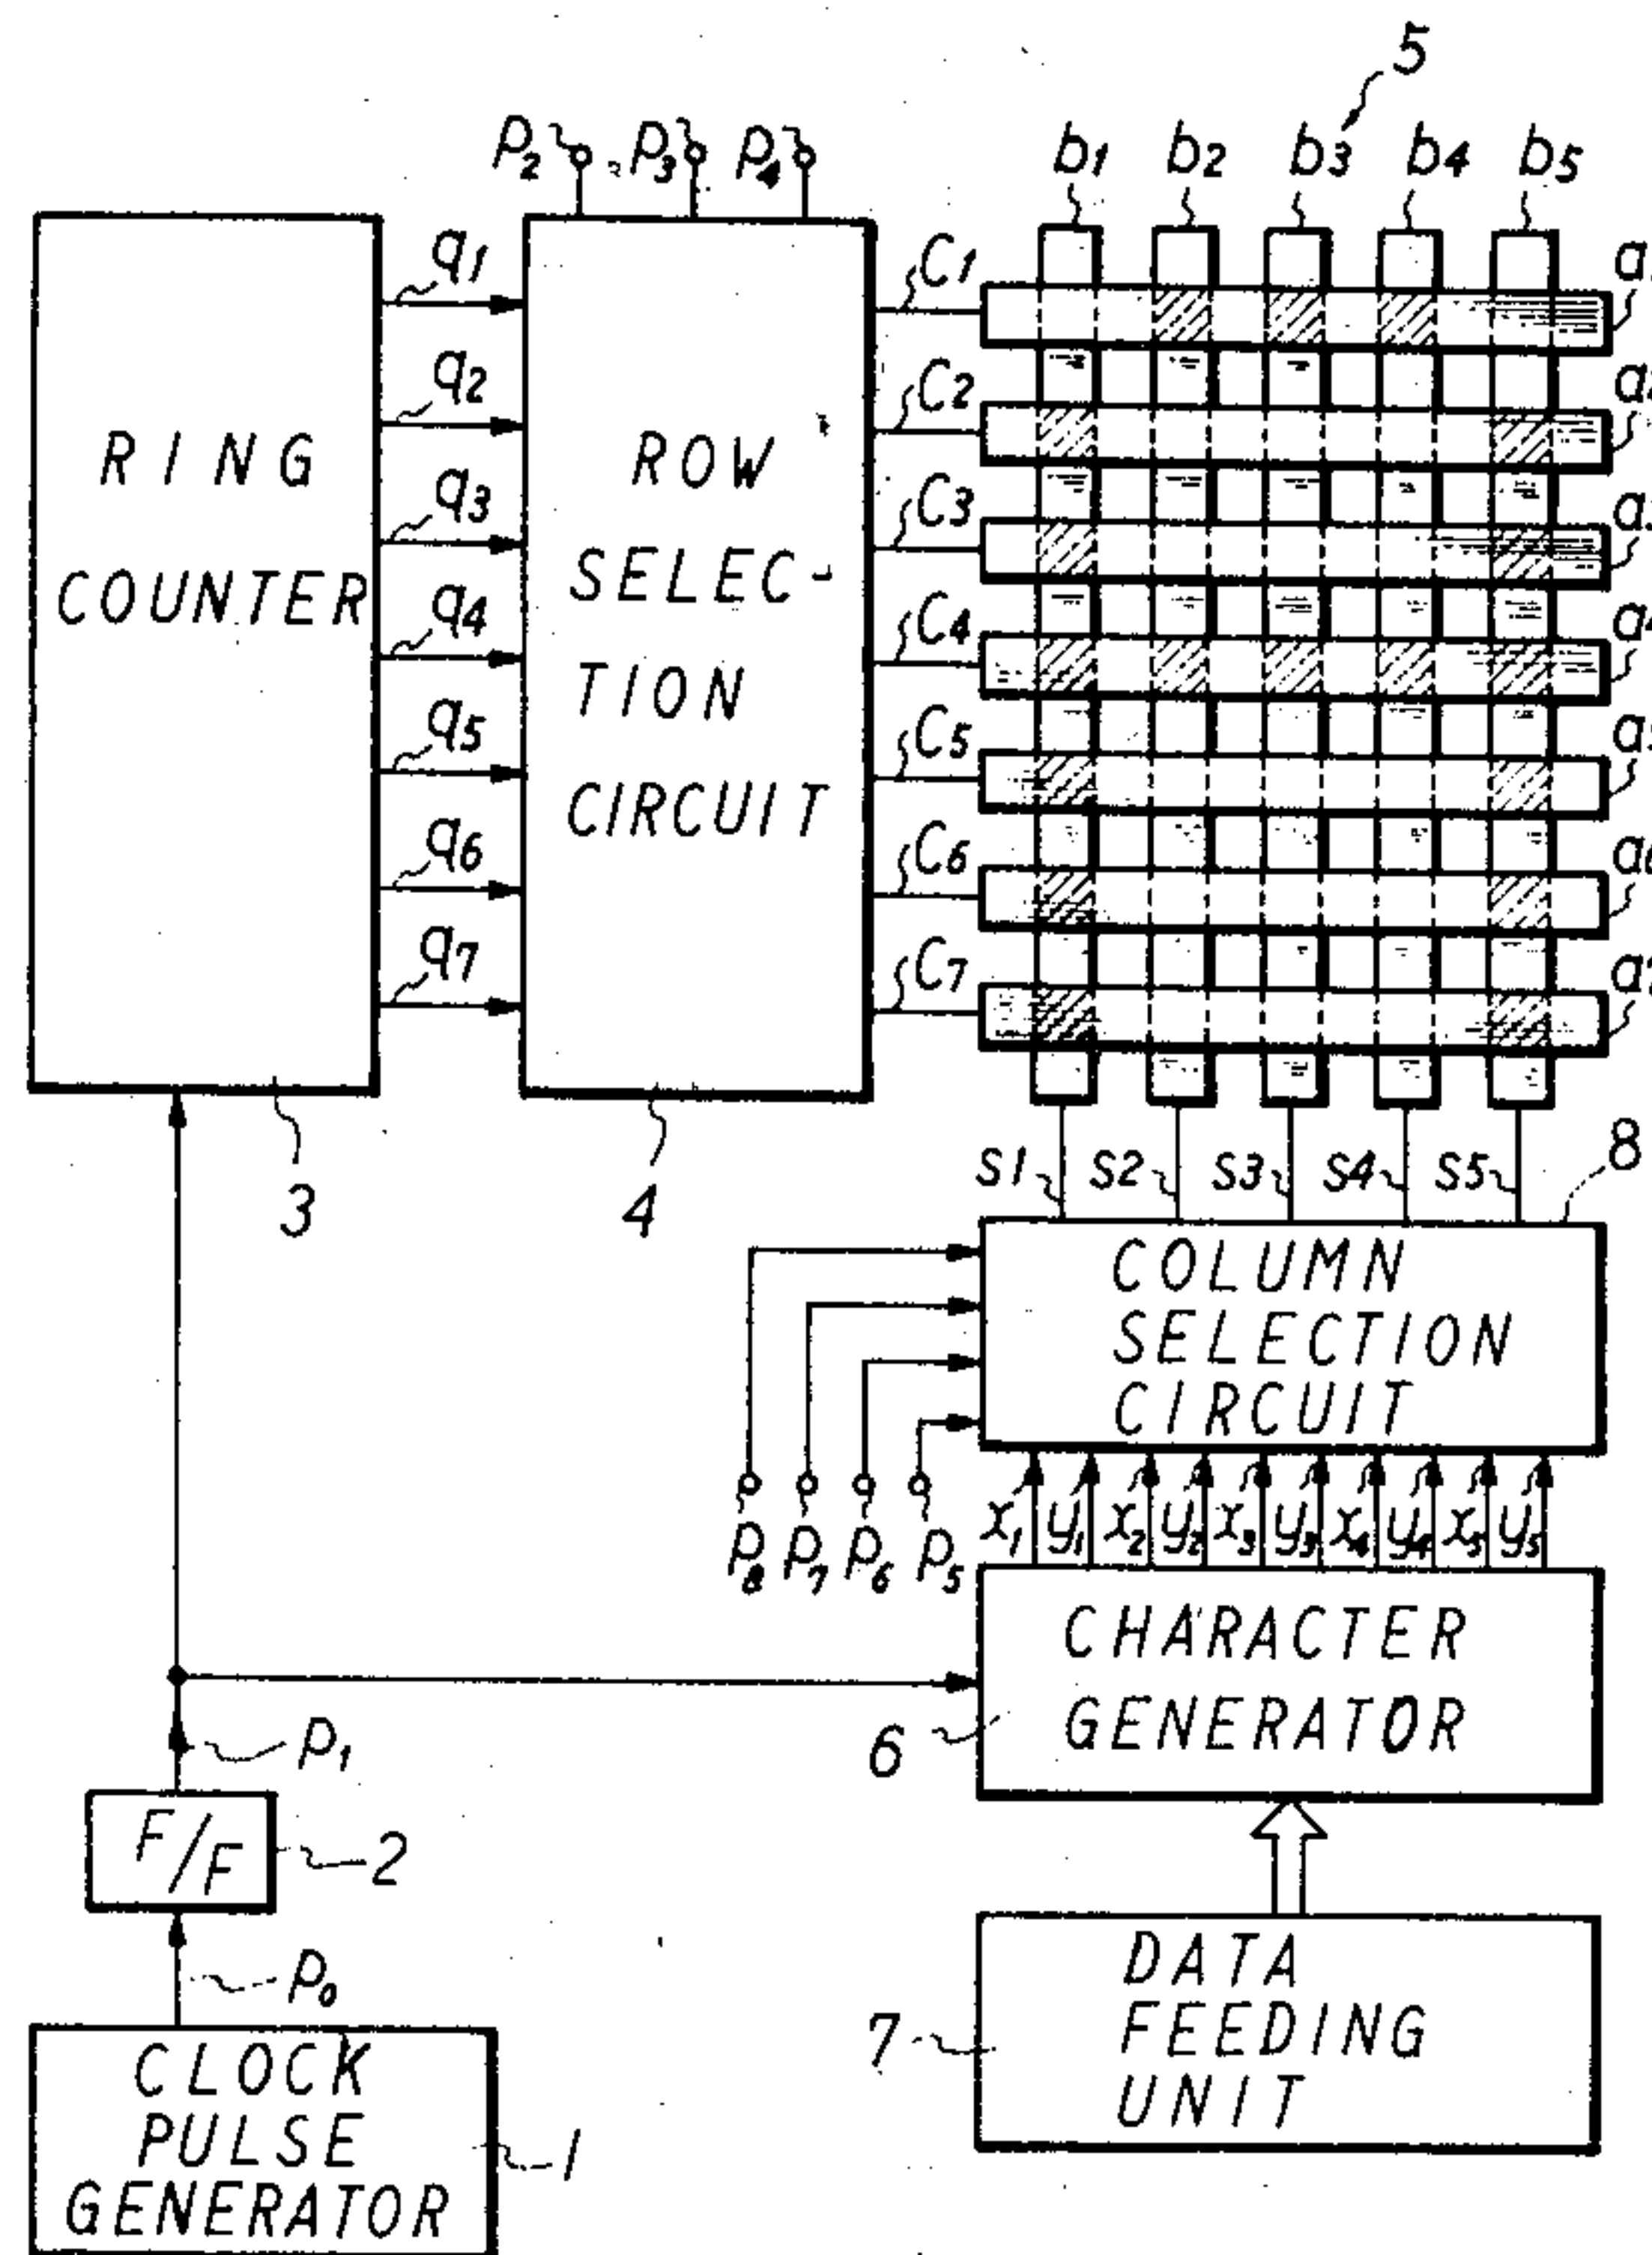 5
P2 P3 P4
b1 b2 b3 b4 b5
RING
COUNTER
q1
q2
q3
q4
q5
q6
q7
ROW
SELEC-
TION
CIRCUIT
C1
C2
C3
C4
C5
C6
C7
a4
3
4
S1 S2 S3 S4 S5
8
COLUMN
SELECTION
CIRCUIT
P8 P7 P6 P5
x1 y1 x2 y2 x3 y3 x4 y4 x5 y5
CHARACTER
GENERATOR
6
P1
F/F
2
P0
DATA
FEEDING
UNIT
7
CLOCK
PULSE
GENERATOR
1